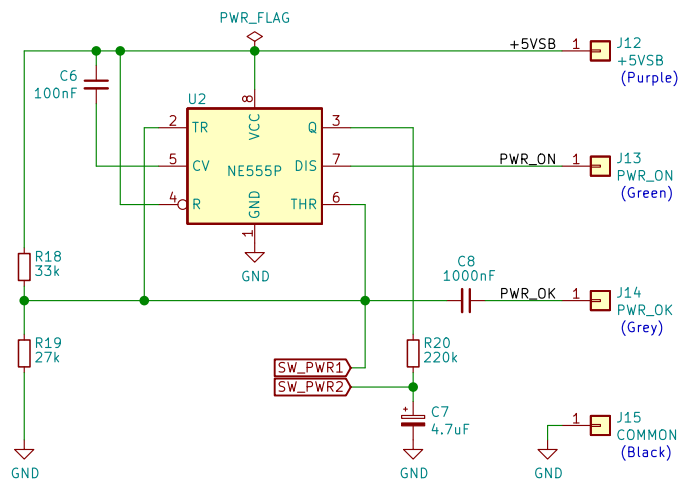 PWR_FLAG
+5VSB
1
J12
+5VSB
(Purple)
C6
100nF
U2
8
VCC
2
TR
Q
3
5
CV
NE555P
DIS
7
PWR_ON
1
J13
PWR_ON
(Green)
4
R
GND
THR
6
1
GND
R18
33k
C8
1000nF
PWR_OK
1
J14
PWR_OK
(Grey)
R19
27k
R20
220k
SW_PWR1
SW_PWR2
+
C7
4.7uF
1
J15
COMMON
(Black)
GND
GND
GND